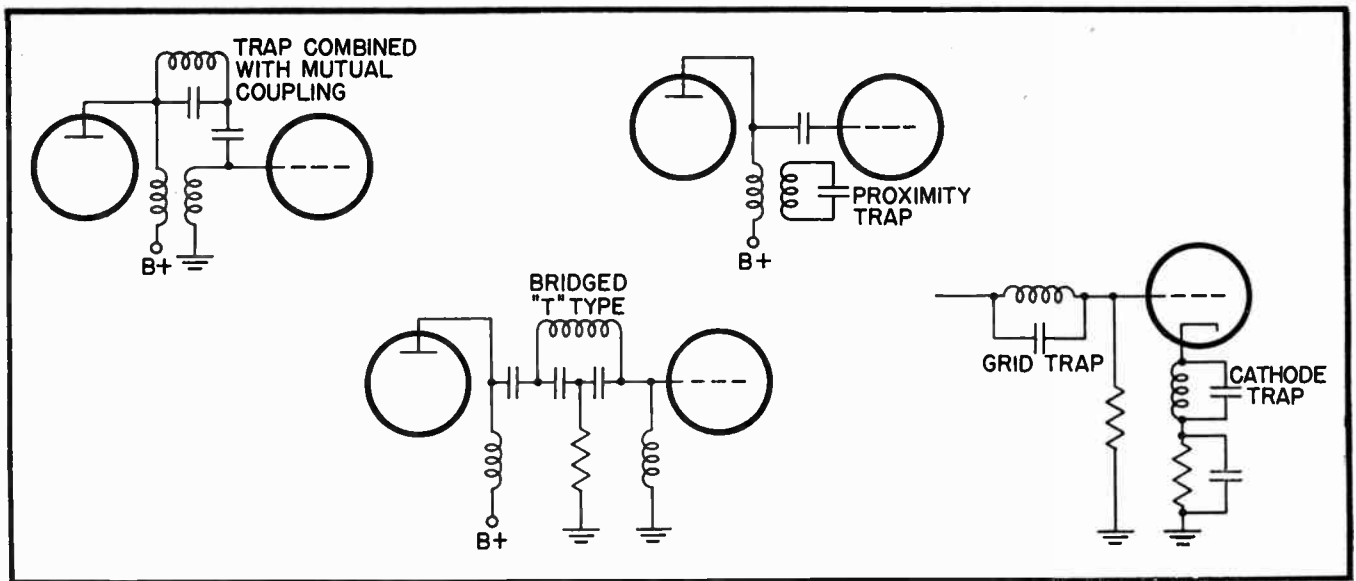 TRAP COMBINED
WITH MUTUAL
COUPLING
B+
PROXIMITY
TRAP
B+
BRIDGED
"T" TYPE
B+
GRID TRAP
CATHODE
TRAP